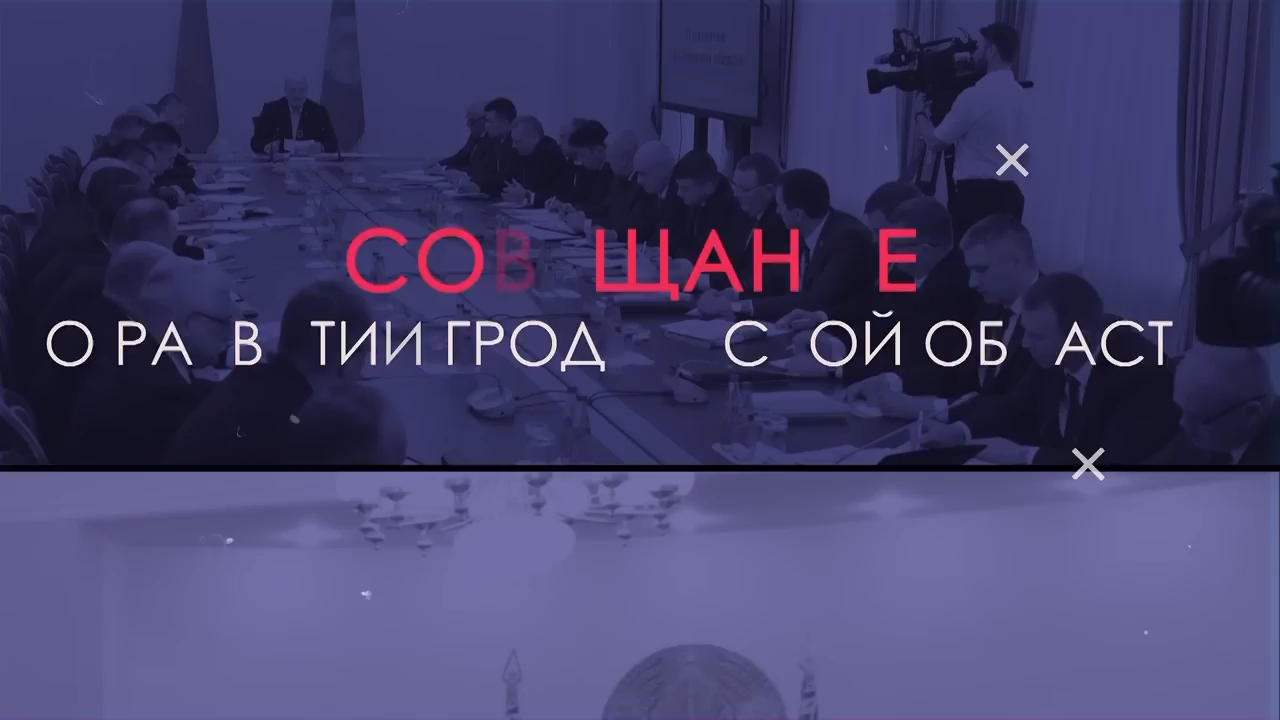 СОВ ЩАН Е
О РА В ТИИ ГРОД С ОЙ ОБ АСТ